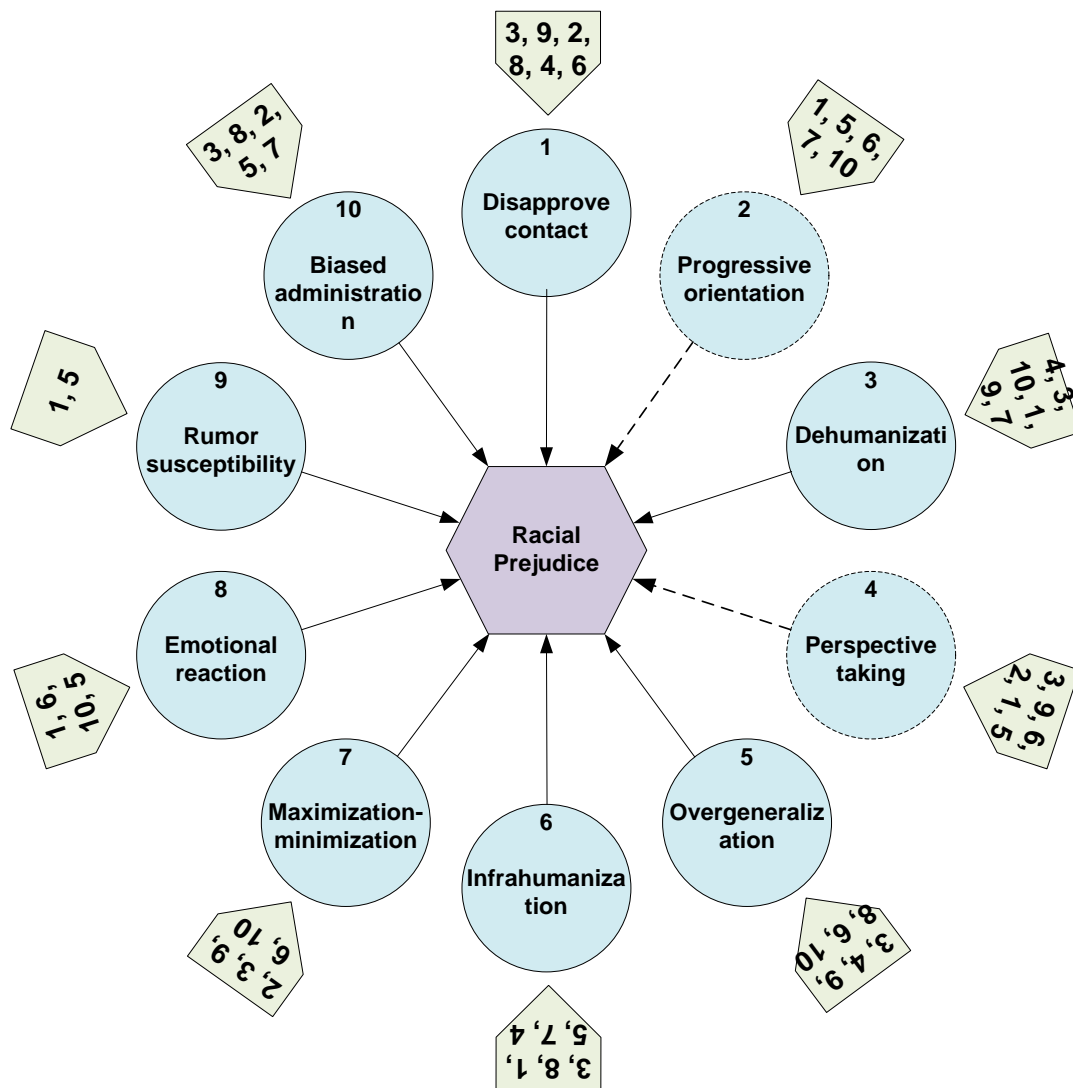 3, 9, 2,
8, 4, 6
1
Disapprove
contact
1, 5, 6,
7, 10
2
Progressive
orientation
4, 3,
10, 1,
9, 7
3
Dehumanizati
on
3, 9, 6,
2, 1, 5
4
Perspective
taking
3, 4, 9,
8, 6, 10
5
Overgeneraliz
ation
3, 8, 1,
5, 7, 4
6
Infrahumaniza
tion
2, 3, 9,
6, 10
7
Maximization-
minimization
1, 6,
10, 5
8
Emotional
reaction
1, 5
9
Rumor
susceptibility
3, 8, 2,
5, 7
10
Biased
administratio
n
Racial
Prejudice